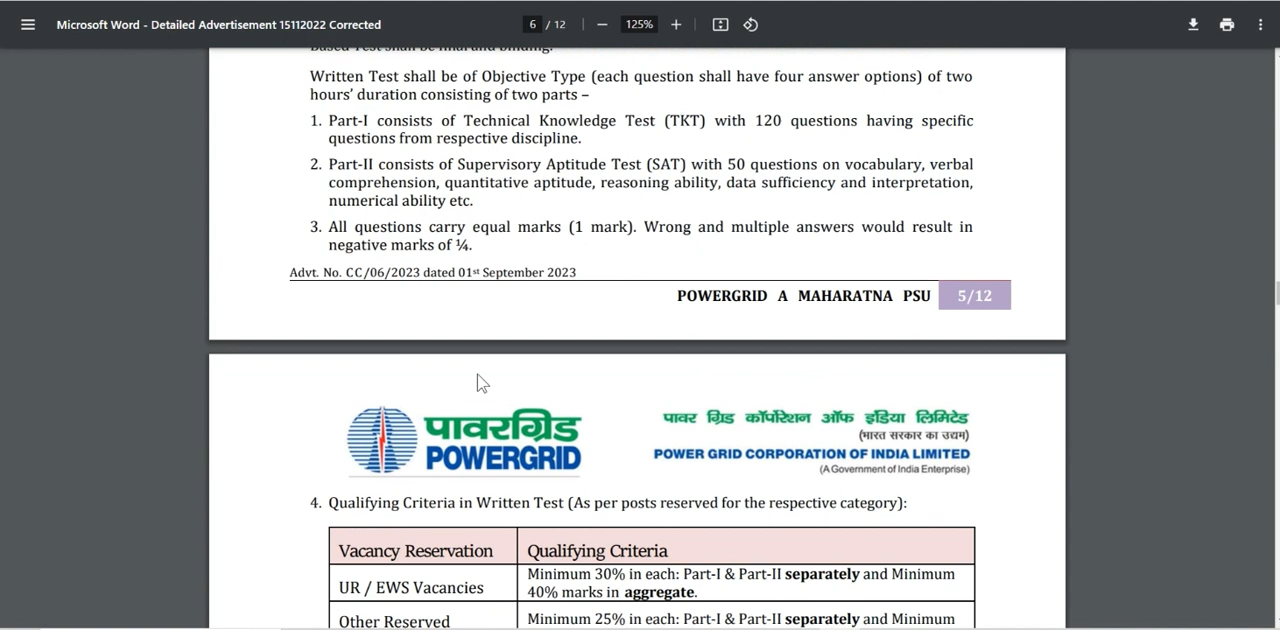 Microsoft Word - Detailed Advertisement 15112022 Corrected
6 / 12
125%
Based Test shall be final and binding.
Written Test shall be of Objective Type (each question shall have four answer options) of two
hours’ duration consisting of two parts –
1. Part-I consists of Technical Knowledge Test (TKT) with 120 questions having specific
questions from respective discipline.
2. Part-II consists of Supervisory Aptitude Test (SAT) with 50 questions on vocabulary, verbal
comprehension, quantitative aptitude, reasoning ability, data sufficiency and interpretation,
numerical ability etc.
3. All questions carry equal marks (1 mark). Wrong and multiple answers would result in
negative marks of ¼.
Advt. No. CC/06/2023 dated 01st September 2023
POWERGRID A MAHARATNA PSU 5/12
पावरग्रिड
POWERGRID
पावर ग्रिड कॉर्पोरेशन ऑफ इंडिया लिमिटेड
(भारत सरकार का उद्यम)
POWER GRID CORPORATION OF INDIA LIMITED
(A Government of India Enterprise)
4. Qualifying Criteria in Written Test (As per posts reserved for the respective category):
Vacancy Reservation Qualifying Criteria
UR / EWS Vacancies Minimum 30% in each: Part-I & Part-II separately and Minimum
40% marks in aggregate.
Other Reserved Minimum 25% in each: Part-I & Part-II separately and Minimum